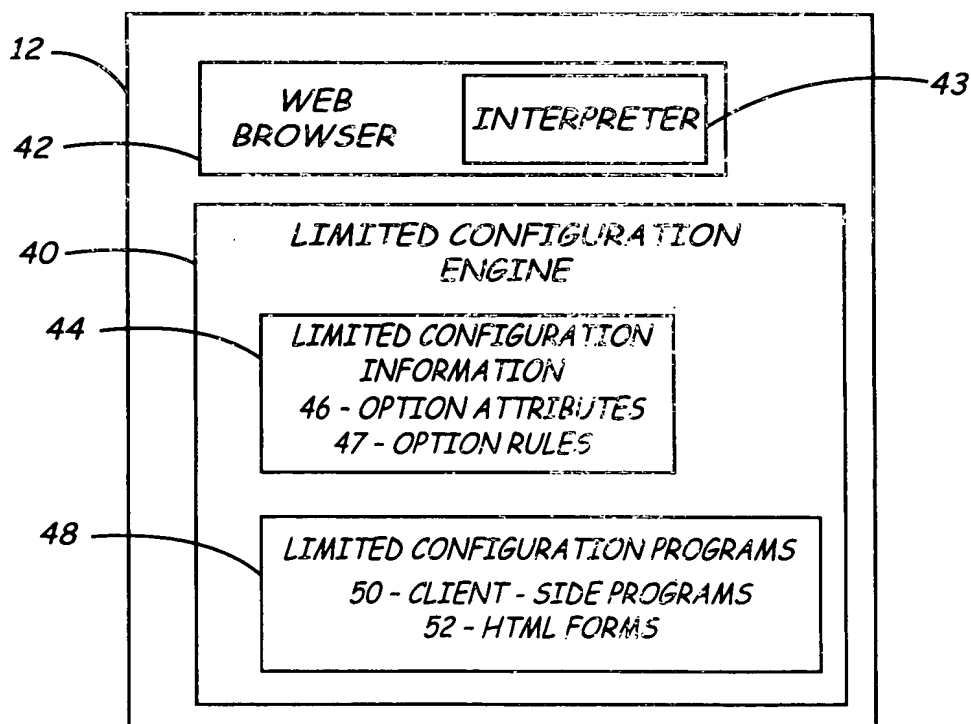 12
WEB
BROWSER
INTERPRETER
43
42
LIMITED CONFIGURATION
ENGINE
40
44
LIMITED CONFIGURATION
INFORMATION
46 - OPTION ATTRIBUTES
47 - OPTION RULES
48
LIMITED CONFIGURATION PROGRAMS
50 - CLIENT - SIDE PROGRAMS
52 - HTML FORMS